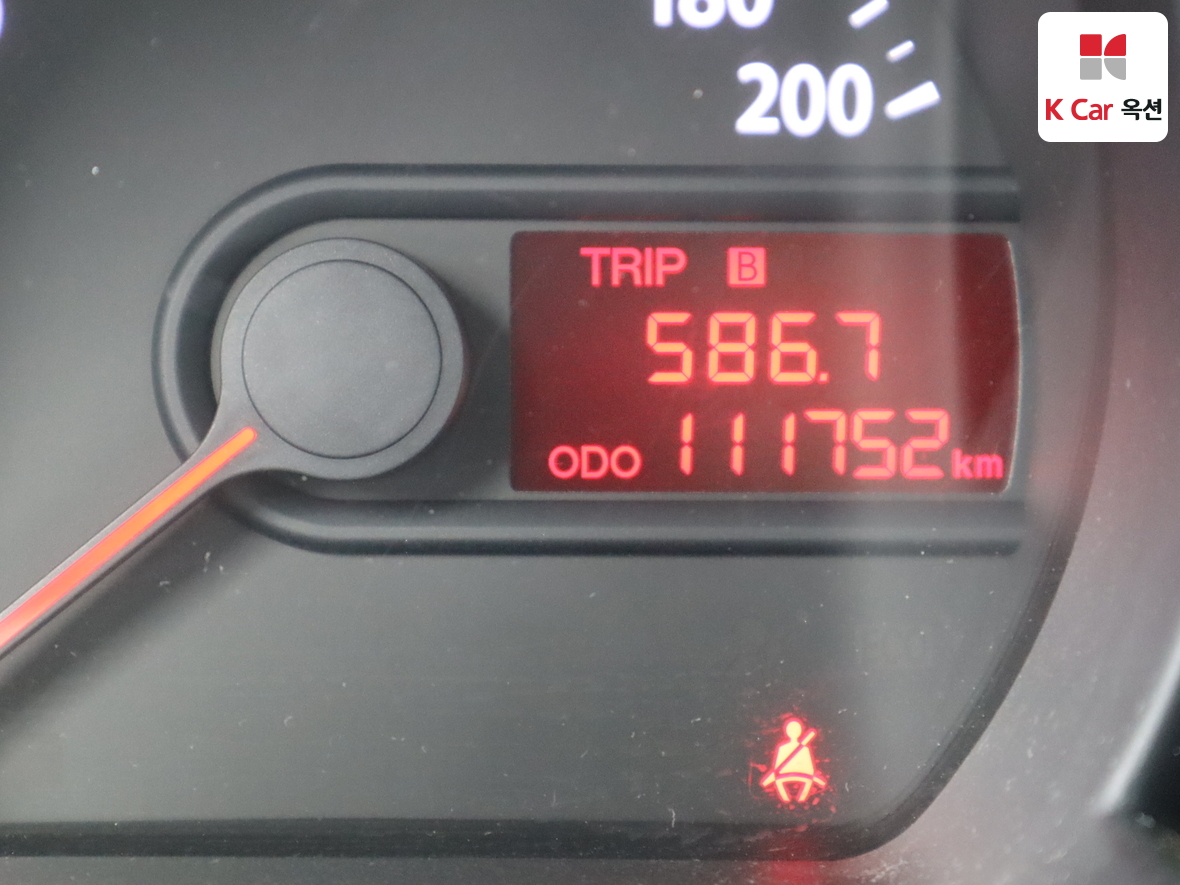 180
200
K Car 옥션
TRIP B
586.7
ODO 111752 km